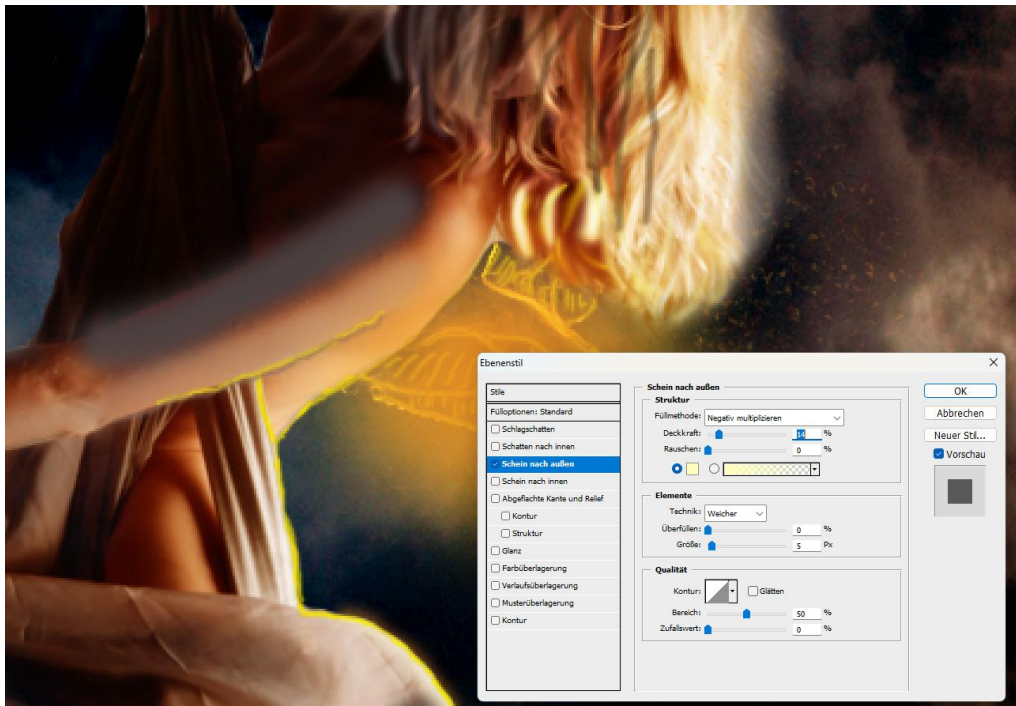 Ebenenstil
Stile
Fülloptionen: Standard
Schlagschatten
Schatten nach innen
Schein nach außen
Schein nach innen
Abgeflachte Kante und Relief
Kontur
Struktur
Glanz
Farbüberlagerung
Verlaufsüberlagerung
Musterüberlagerung
Kontur
Schein nach außen
Struktur
Füllmethode: Negativ multiplizieren
Deckkraft: 14 %
Rauschen: 0 %
Elemente
Technik: Weicher
Überfüllen: 0 %
Größe: 5 Px
Qualität
Kontur: Glätten
Bereich: 50 %
Zufallswert: 0 %
OK
Abbrechen
Neuer Stil...
Vorschau